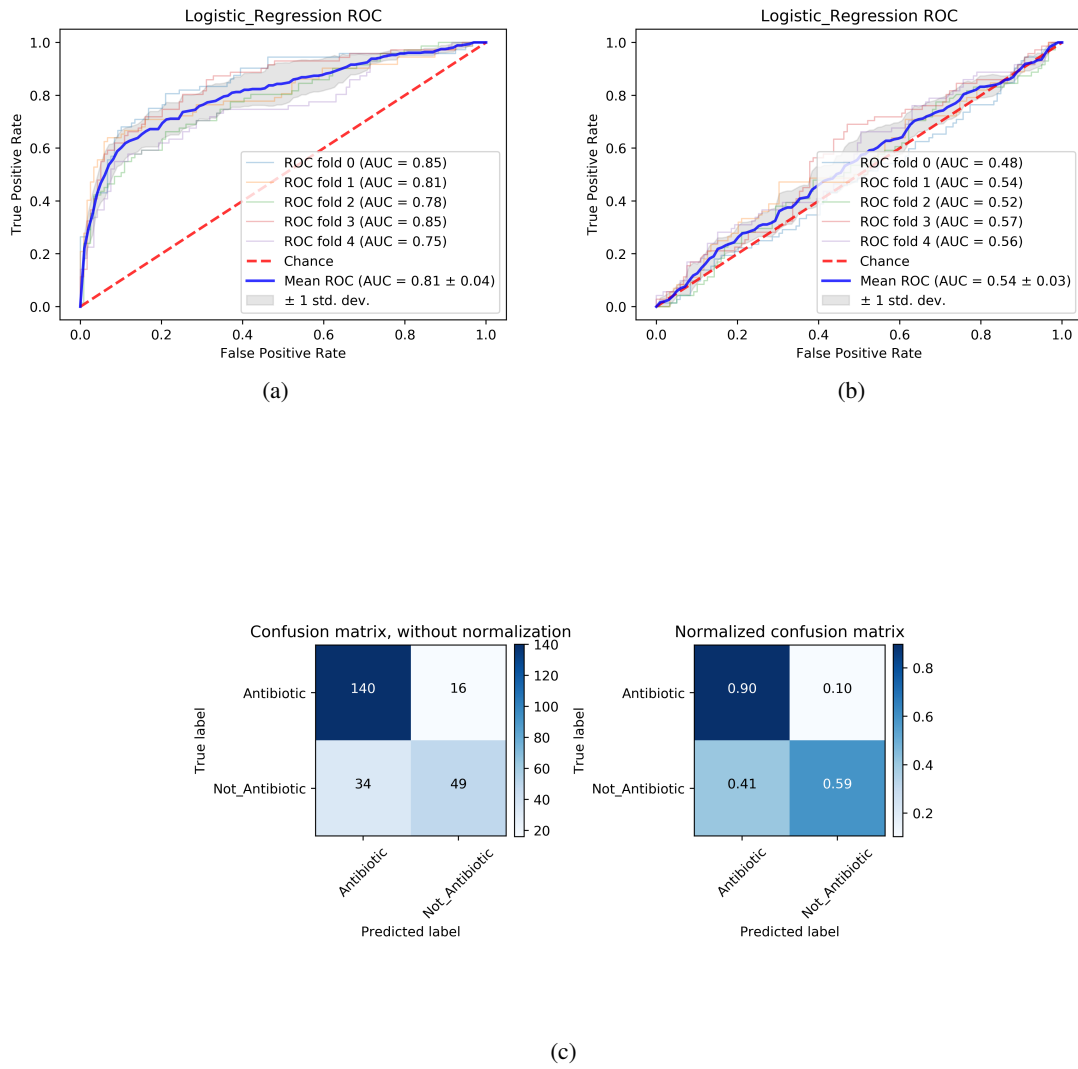 Logistic_Regression ROC
True Positive Rate
1.0
0.8
0.6
0.4
0.2
0.0
ROC fold 0 (AUC = 0.85)
ROC fold 1 (AUC = 0.81)
ROC fold 2 (AUC = 0.78)
ROC fold 3 (AUC = 0.85)
ROC fold 4 (AUC = 0.75)
Chance
Mean ROC (AUC = 0.81 ± 0.04)
± 1 std. dev.
0.0 0.2 0.4 0.6 0.8 1.0
False Positive Rate
(a)
Logistic_Regression ROC
True Positive Rate
1.0
0.8
0.6
0.4
0.2
0.0
ROC fold 0 (AUC = 0.48)
ROC fold 1 (AUC = 0.54)
ROC fold 2 (AUC = 0.52)
ROC fold 3 (AUC = 0.57)
ROC fold 4 (AUC = 0.56)
Chance
Mean ROC (AUC = 0.54 ± 0.03)
± 1 std. dev.
0.0 0.2 0.4 0.6 0.8 1.0
False Positive Rate
(b)
Confusion matrix, without normalization
True label
Antibiotic
Not_Antibiotic
140 16
34 49
140
120
100
80
60
40
20
Antibiotic
Not_Antibiotic
Predicted label
Normalized confusion matrix
True label
Antibiotic
Not_Antibiotic
0.90 0.10
0.41 0.59
0.8
0.6
0.4
0.2
Antibiotic
Not_Antibiotic
Predicted label
(c)